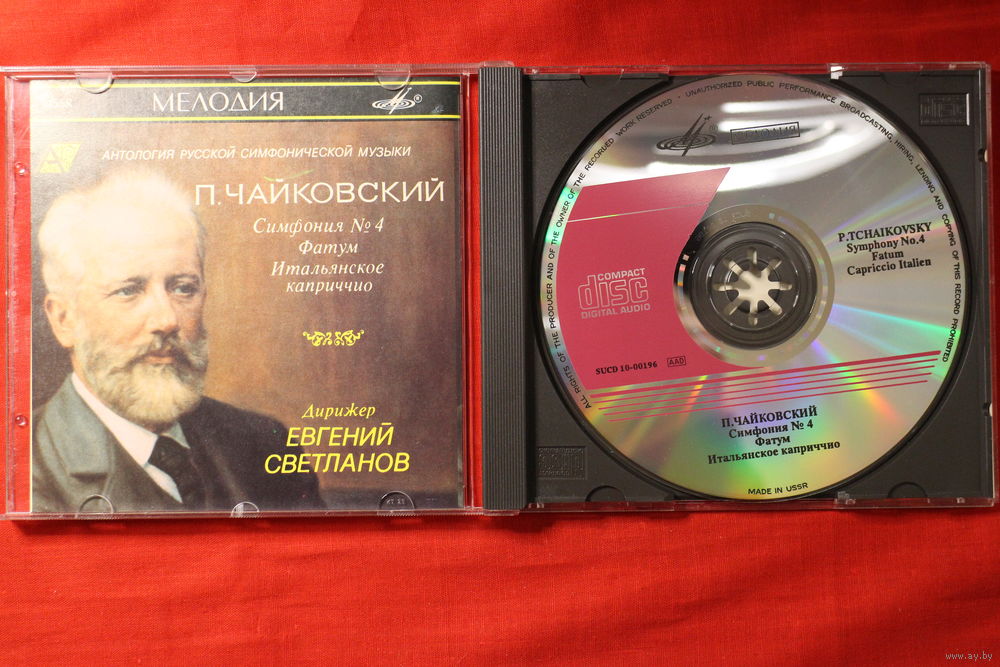 МЕЛОДИЯ
®
АНТОЛОГИЯ РУССКОЙ СИМФОНИЧЕСКОЙ МУЗЫКИ
П.ЧАЙКОВСКИЙ
Симфония № 4
Фатум
Итальянское
каприччио
Дирижер
ЕВГЕНИЙ
СВЕТЛАНОВ
ALL RIGHTS OF THE PRODUCER AND OF THE OWNER OF THE RECORDED WORK RESERVED - UNAUTHORIZED PUBLIC PERFORMANCE BROADCASTING, HIRING, LENDING AND COPYING OF THIS RECORD PROHIBITED
P.TCHAIKOVSKY
Symphony No.4
Fatum
Capriccio Italien
COMPACT
disc
DIGITAL AUDIO
SUCD 10-00196 AAD
П.ЧАЙКОВСКИЙ
Симфония № 4
Фатум
Итальянское каприччио
MADE IN USSR
www.ay.by